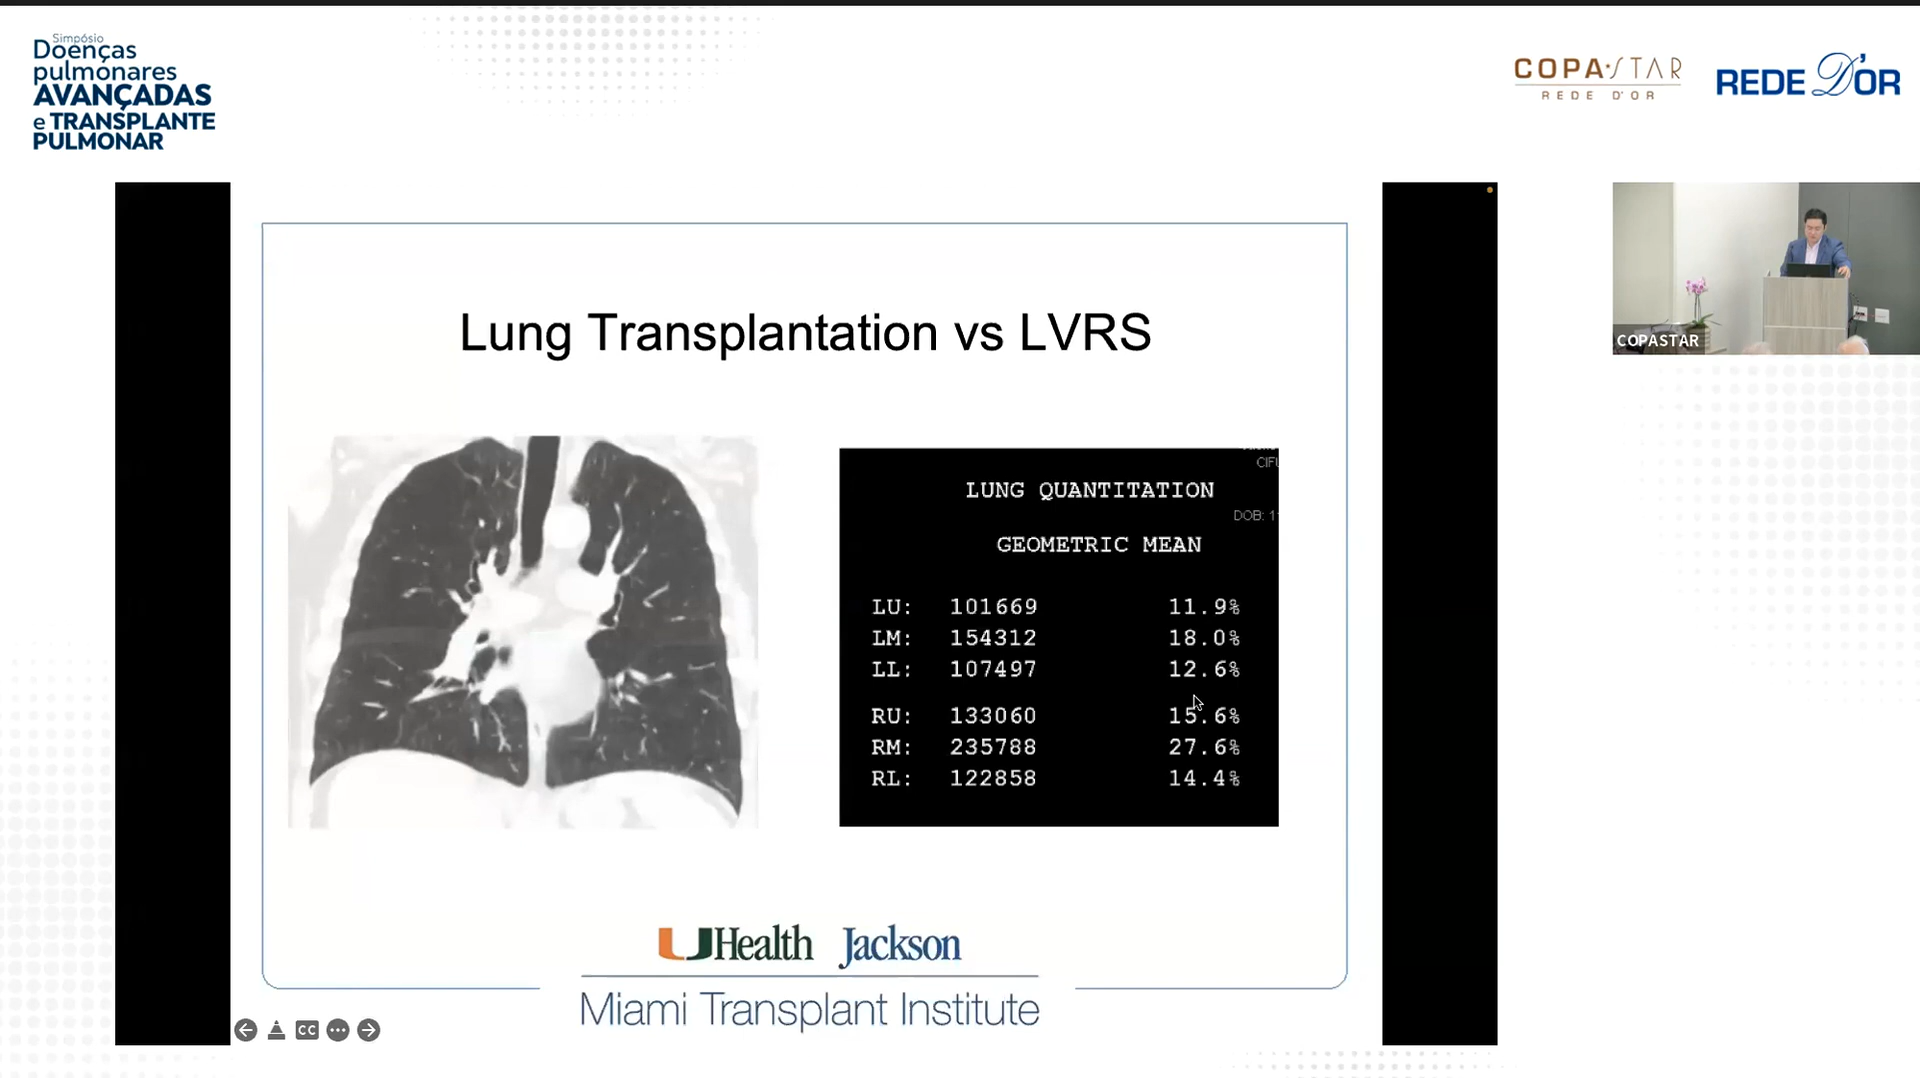 Simpósio
Doenças
pulmonares
AVANÇADAS
e TRANSPLANTE
PULMONAR
COPA STAR
REDE D'OR
REDE D'OR
COPASTAR
Lung Transplantation vs LVRS
LUNG QUANTITATION
DOB: 1
GEOMETRIC MEAN
LU: 101669 11.9%
LM: 154312 18.0%
LL: 107497 12.6%
RU: 133060 15.6%
RM: 235788 27.6%
RL: 122858 14.4%
UHealth Jackson
Miami Transplant Institute
CC